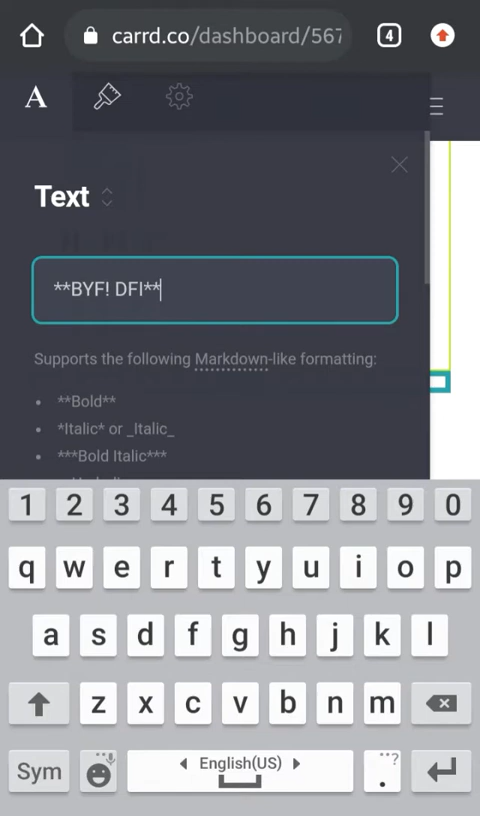 carrd.co/dashboard/567
4
A
Text
**BYF! DFI**
Supports the following Markdown-like formatting:
**Bold**
*Italic* or _Italic_
***Bold Italic***
1 2 3 4 5 6 7 8 9 0
q w e r t y u i o p
a s d f g h j k l
z x c v b n m
Sym English(US) . ?